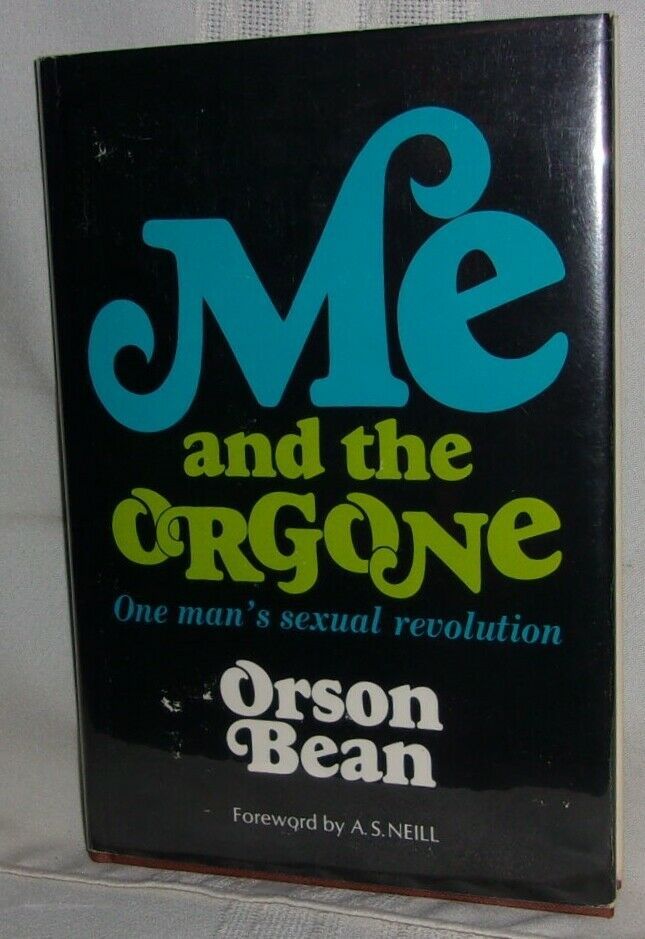 Me
and the
ORGONe
One man's sexual revolution
Orson
Bean
Foreword by A. S. NEILL